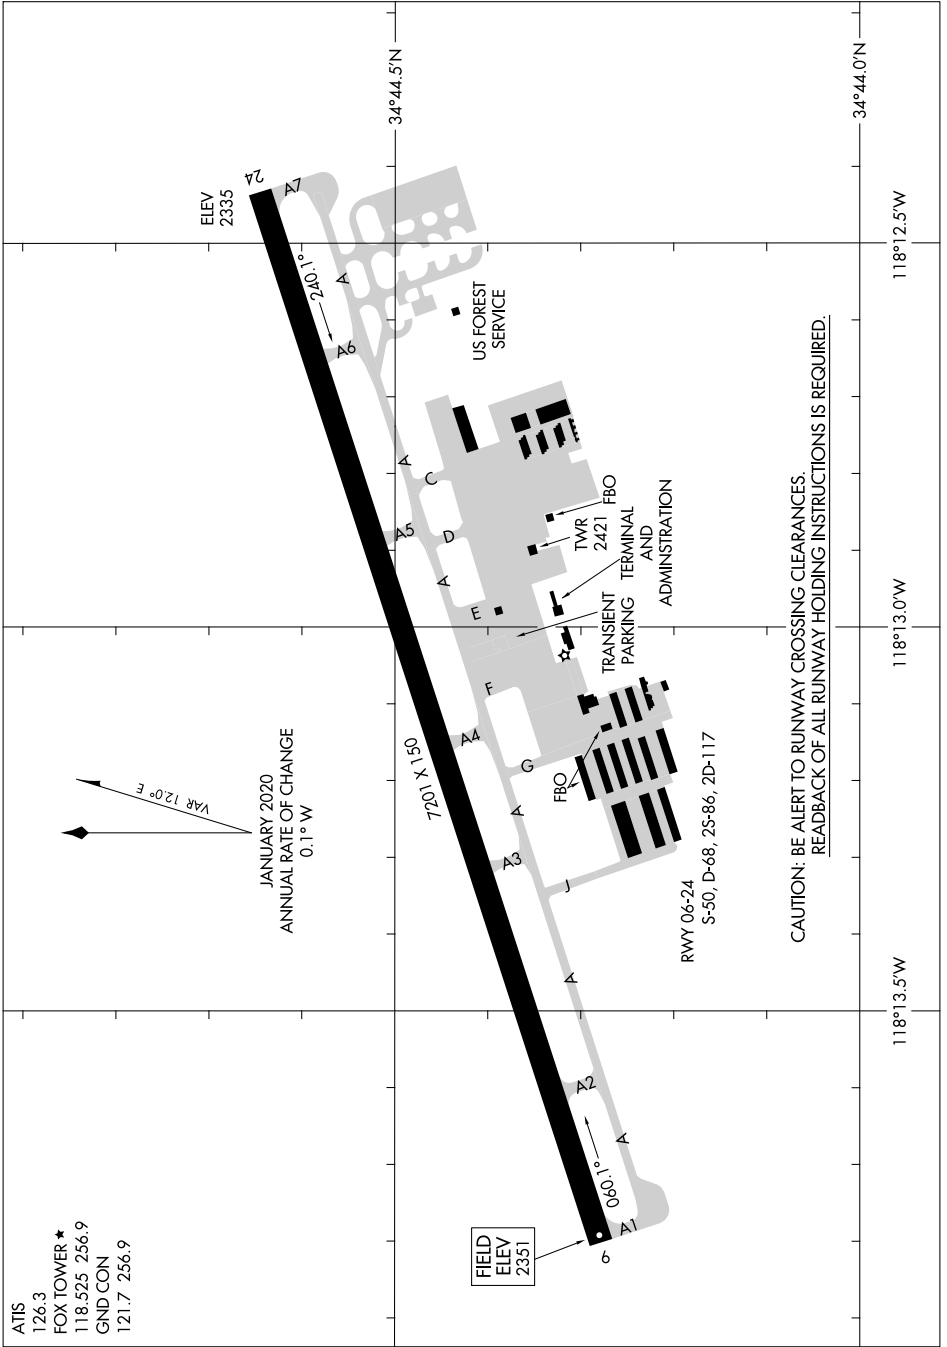 ATIS
126.3
FOX TOWER ★
118.525 256.9
GND CON
121.7 256.9
JANUARY 2020
ANNUAL RATE OF CHANGE
0.1° W
VAR 12.0° E
FIELD
ELEV
2351
6
A1
060.1°
A
A2
A
A3
J
A
G
7201 X 150
A4
F
E
A
D
A5
C
A
A6
240.1°
A
A7
24
ELEV
2335
US FOREST
SERVICE
FBO
TWR
2421
TERMINAL
AND
ADMINSTRATION
TRANSIENT
PARKING
FBO
RWY 06-24
S-50, D-68, 2S-86, 2D-117
CAUTION: BE ALERT TO RUNWAY CROSSING CLEARANCES.
READBACK OF ALL RUNWAY HOLDING INSTRUCTIONS IS REQUIRED.
34°44.5'N
34°44.0'N
118°13.5'W
118°13.0'W
118°12.5'W